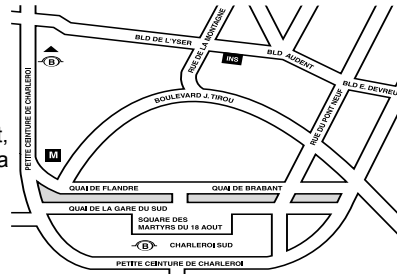 BLD DE L'YSER
RUE DE LA MONTAGNE
INS
BLD AUDENT
BLD E. DEVREU
B
PETITE CEINTURE DE CHARLEROI
BOULEVARD J. TIROU
RUE DU PONT NEUF
t,
a
M
QUAI DE FLANDRE
QUAI DE BRABANT
QUAI DE LA GARE DU SUD
SQUARE DES
MARTYRS DU 18 AOUT
B
CHARLEROI SUD
PETITE CEINTURE DE CHARLEROI